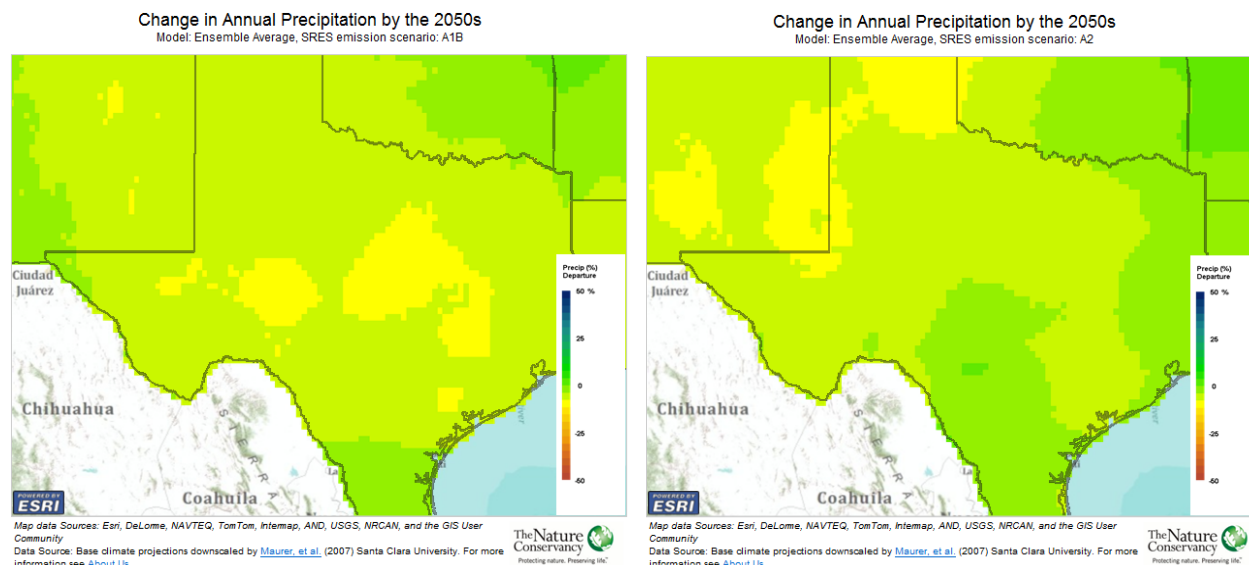 Change in Annual Precipitation by the 2050s
Model: Ensemble Average, SRES emission scenario: A1B
Ciudad
Juárez
Chihuahua
SIERRA
Coahuila
La
Precip (%)
Departure
50 %
25
0
-25
-50
POWERED BY
ESRI
Map data Sources: Esri, DeLorme, NAVTEQ, TomTom, Intermap, AND, USGS, NRCAN, and the GIS User
Community
Data Source: Base climate projections downscaled by Maurer, et al. (2007) Santa Clara University. For more
information see About Us.
The Nature
Conservancy
Protecting nature. Preserving life.™
Change in Annual Precipitation by the 2050s
Model: Ensemble Average, SRES emission scenario: A2
Ciudad
Juárez
Chihuahua
SIERRA
Coahuila
La
Precip (%)
Departure
50 %
25
0
-25
-50
POWERED BY
ESRI
Map data Sources: Esri, DeLorme, NAVTEQ, TomTom, Intermap, AND, USGS, NRCAN, and the GIS User
Community
Data Source: Base climate projections downscaled by Maurer, et al. (2007) Santa Clara University. For more
information see About Us.
The Nature
Conservancy
Protecting nature. Preserving life.™